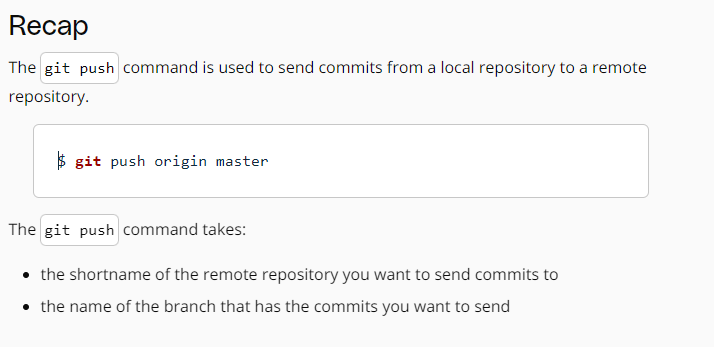 Recap
The git push command is used to send commits from a local repository to a remote
repository.
$ git push origin master
The git push command takes:
• the shortname of the remote repository you want to send commits to
• the name of the branch that has the commits you want to send